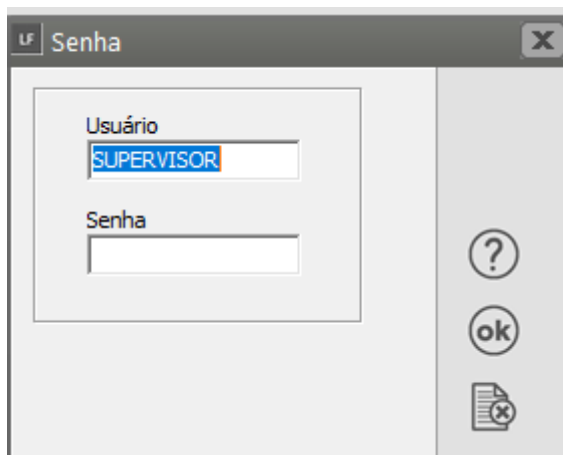 LF Senha
Usuário
SUPERVISOR
Senha
?
ok